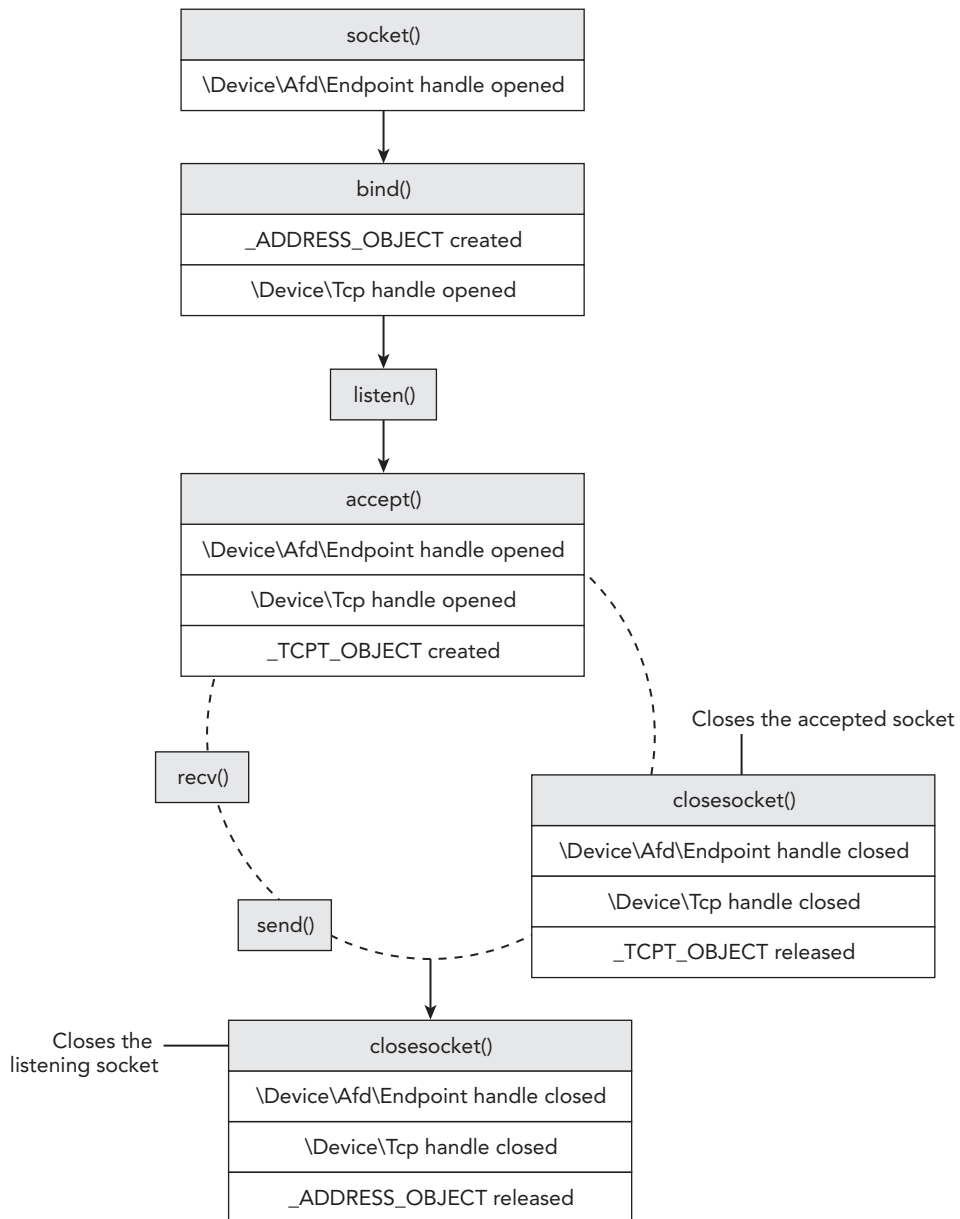 socket()
\Device\Afd\Endpoint handle opened
bind()
_ADDRESS_OBJECT created
\Device\Tcp handle opened
listen()
accept()
\Device\Afd\Endpoint handle opened
\Device\Tcp handle opened
_TCPT_OBJECT created
recv()
send()
Closes the accepted socket
closesocket()
\Device\Afd\Endpoint handle closed
\Device\Tcp handle closed
_TCPT_OBJECT released
Closes the
listening socket
closesocket()
\Device\Afd\Endpoint handle closed
\Device\Tcp handle closed
_ADDRESS_OBJECT released